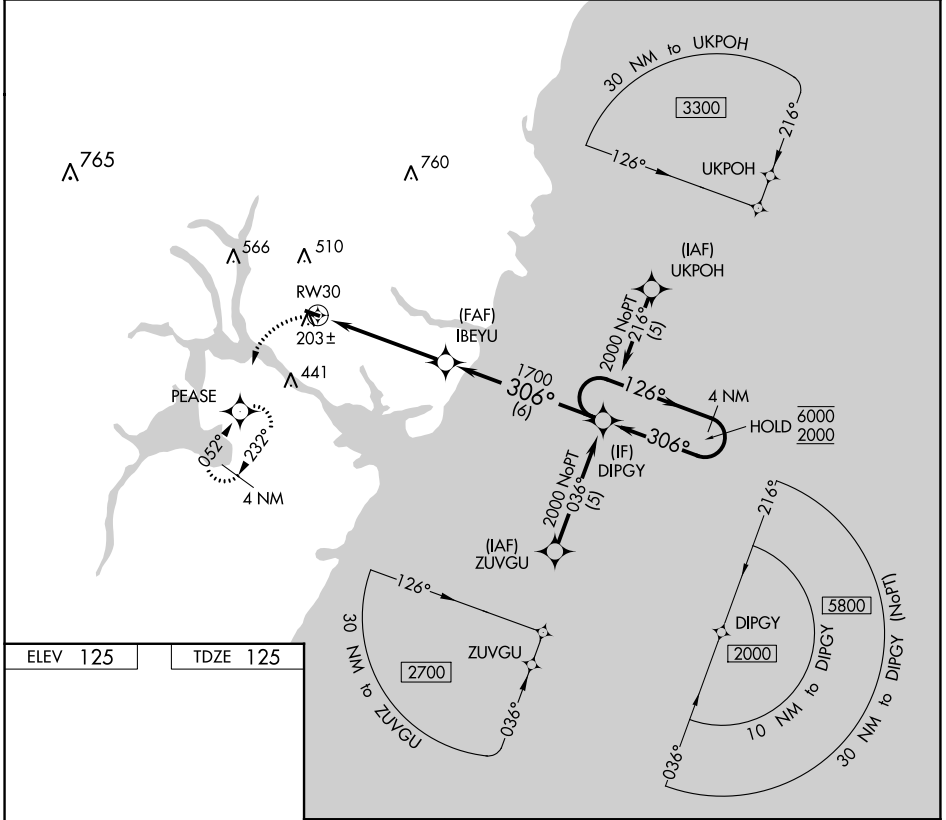 30 NM to UKPOH
3300
216°
126°
UKPOH
765
760
566
510
(IAF)
UKPOH
RW30
203±
(FAF)
IBEYU
2000 NoPT
216°
(5)
441
1700
306°
(6)
126°
4 NM
HOLD
6000
2000
PEASE
306°
(IF)
DIPGY
052°
232°
4 NM
2000 NoPT
036°
(5)
(IAF)
ZUVGU
216°
126°
30 NM to ZUVGU
2700
ZUVGU
036°
DIPGY
2000
5800
10 NM to DIPGY
30 NM to DIPGY (NoPT)
036°
ELEV 125
TDZE 125